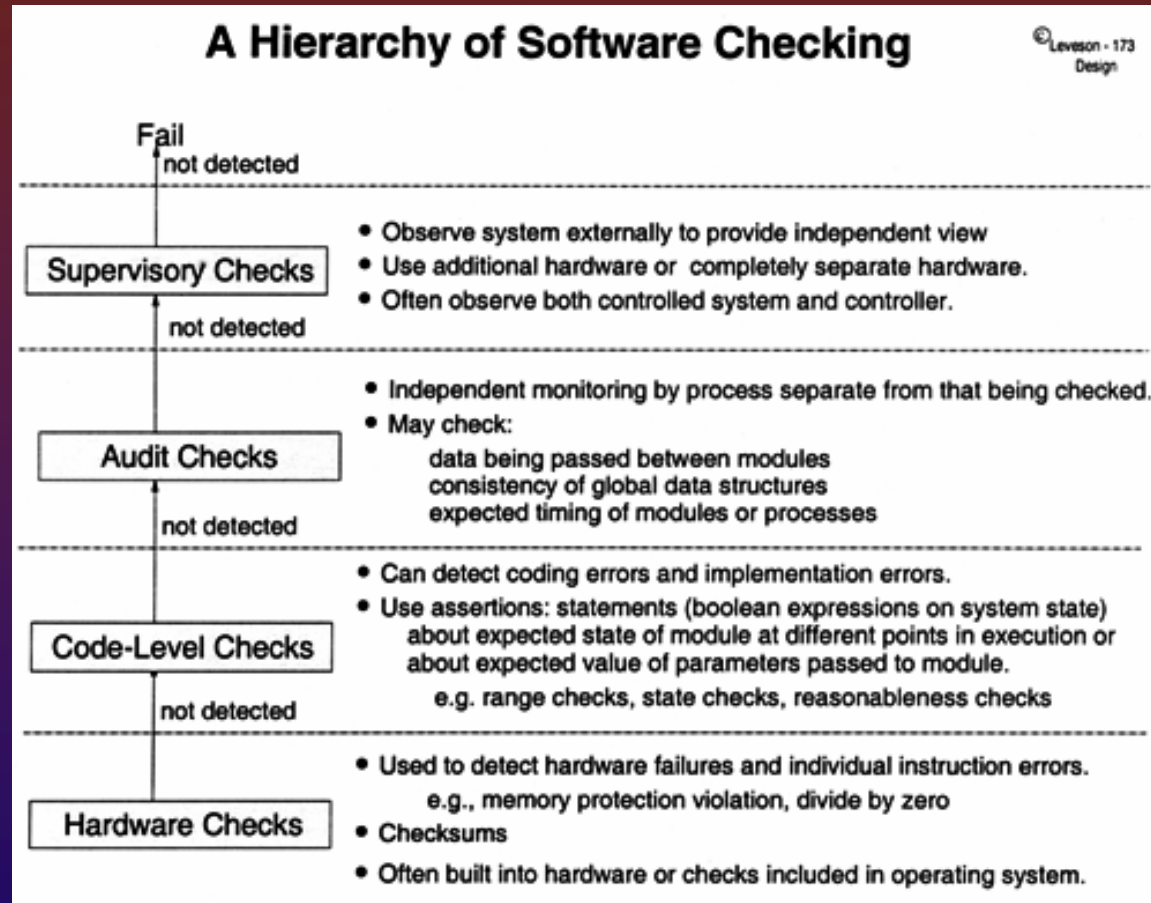 A Hierarchy of Software Checking
© Leveson - 173
Design
Fail
not detected
Supervisory Checks
• Observe system externally to provide independent view
• Use additional hardware or completely separate hardware.
• Often observe both controlled system and controller.
not detected
Audit Checks
• Independent monitoring by process separate from that being checked.
• May check:
data being passed between modules
consistency of global data structures
expected timing of modules or processes
not detected
Code-Level Checks
• Can detect coding errors and implementation errors.
• Use assertions: statements (boolean expressions on system state)
about expected state of module at different points in execution or
about expected value of parameters passed to module.
e.g. range checks, state checks, reasonableness checks
not detected
Hardware Checks
• Used to detect hardware failures and individual instruction errors.
e.g., memory protection violation, divide by zero
• Checksums
• Often built into hardware or checks included in operating system.